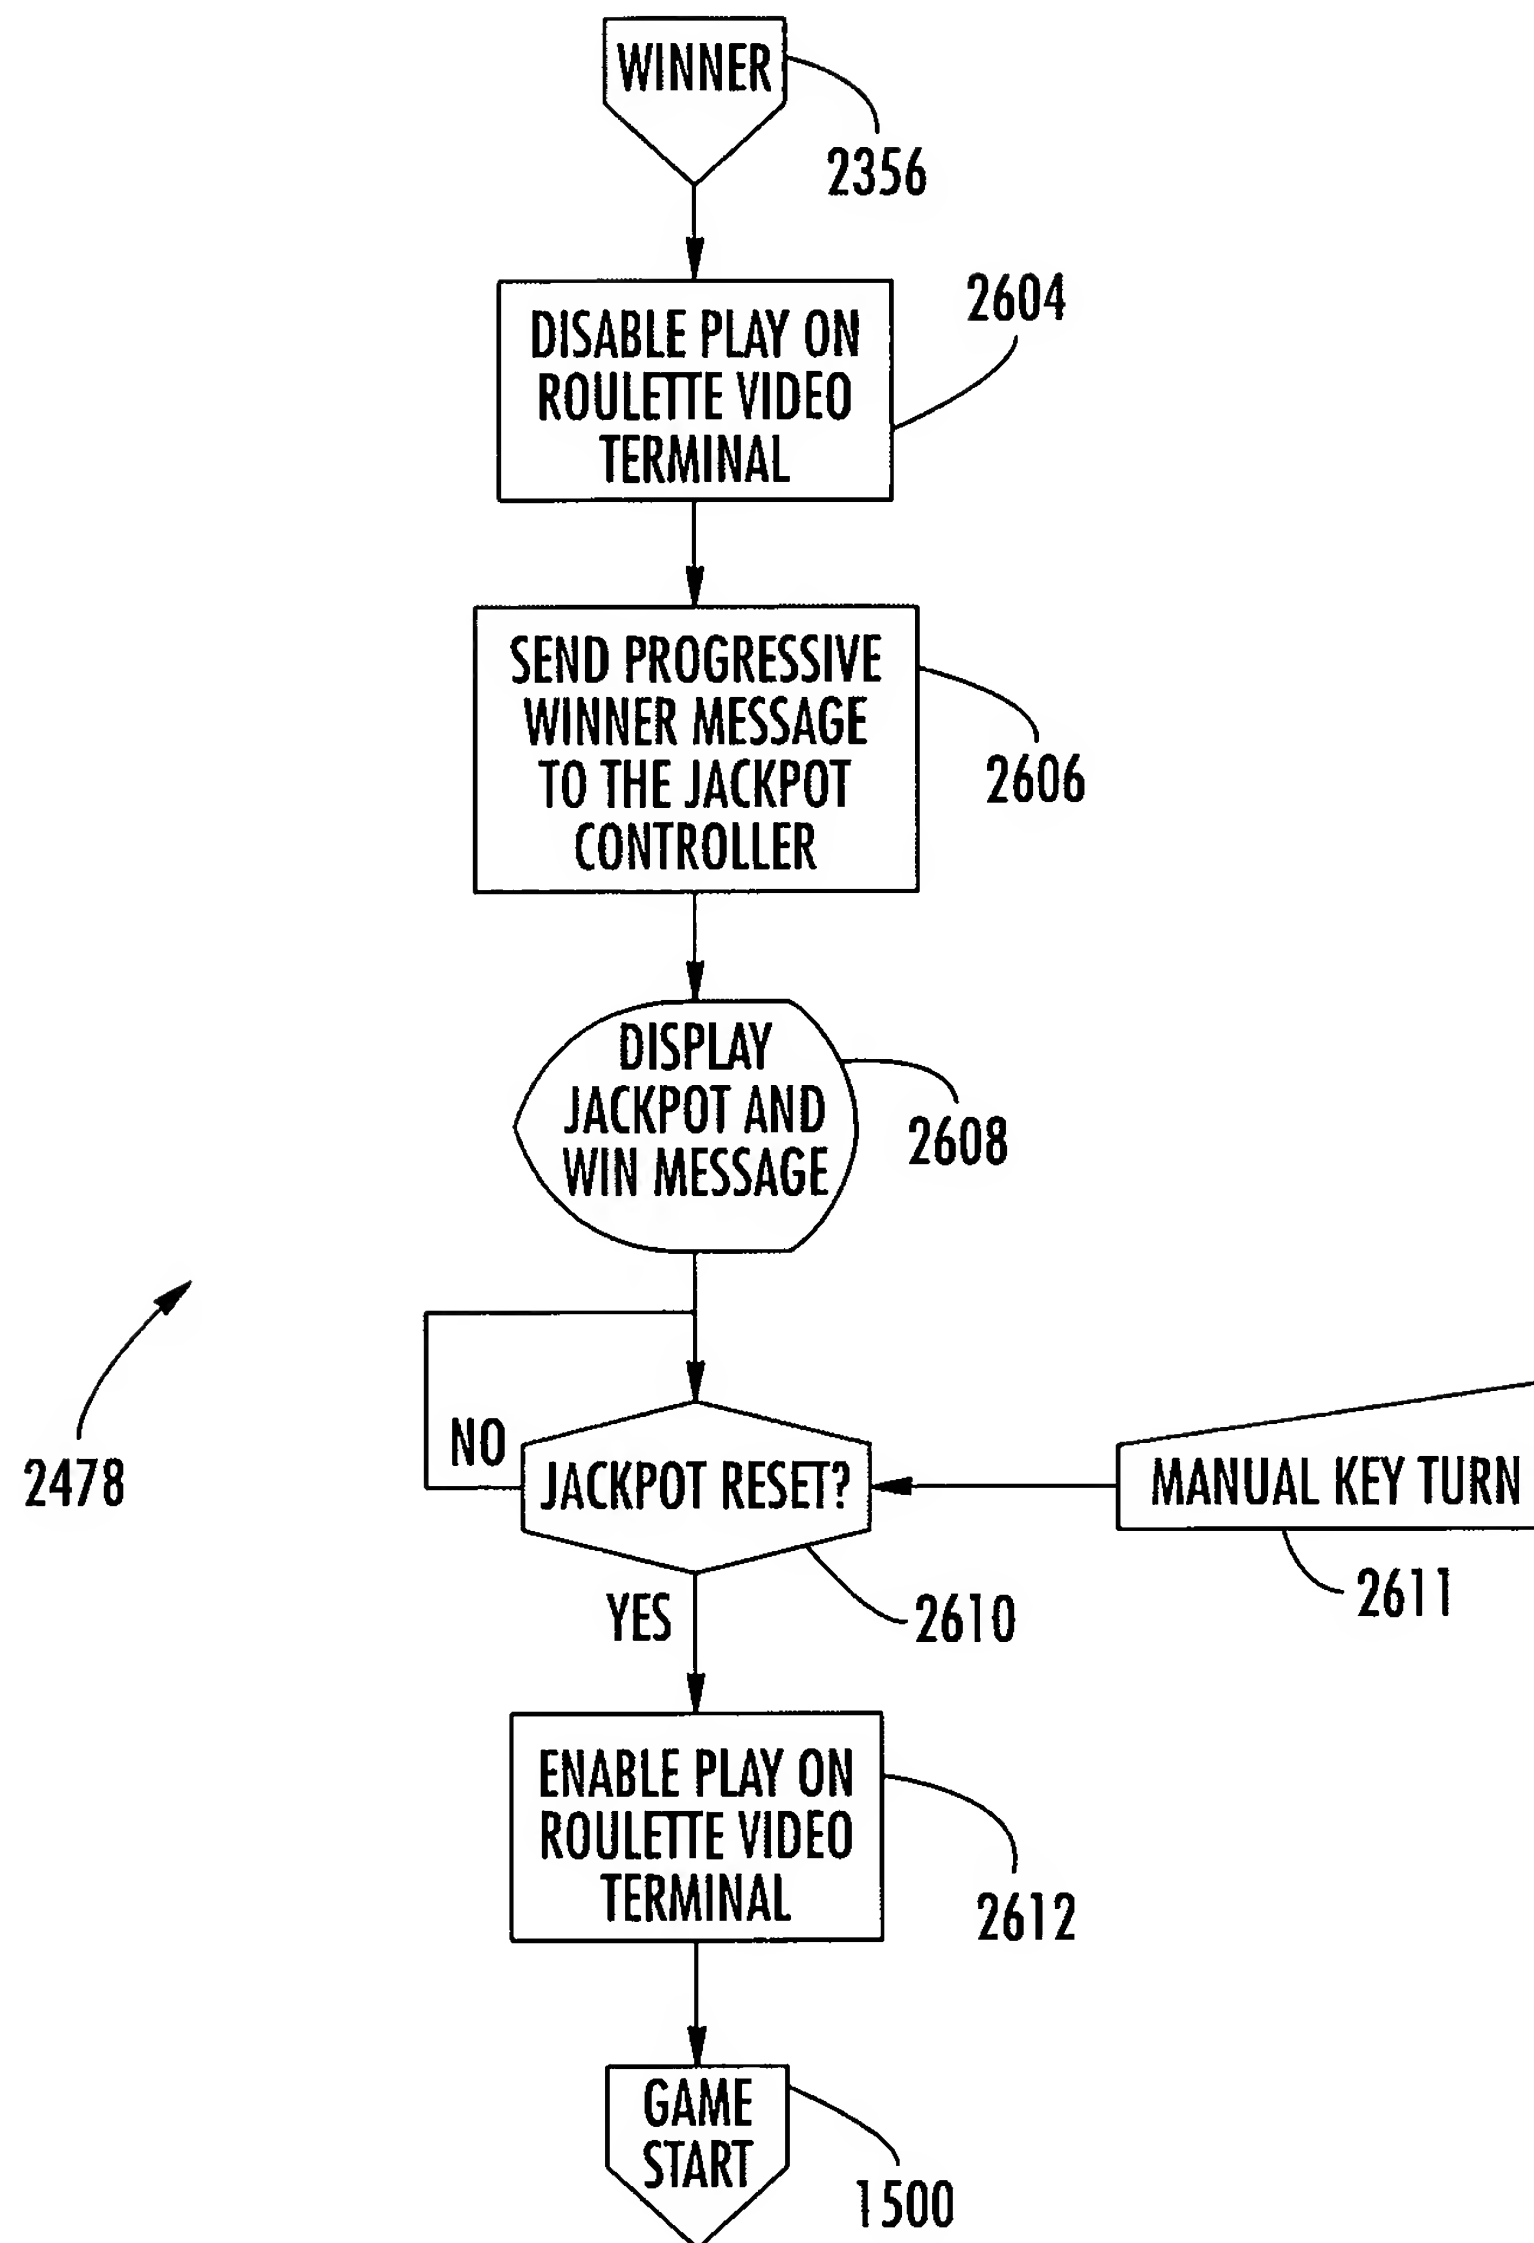 WINNER
2356
DISABLE PLAY ON
ROULETTE VIDEO
TERMINAL
2604
SEND PROGRESSIVE
WINNER MESSAGE
TO THE JACKPOT
CONTROLLER
2606
DISPLAY
JACKPOT AND
WIN MESSAGE
2608
2478
NO
JACKPOT RESET?
MANUAL KEY TURN
2611
YES
2610
ENABLE PLAY ON
ROULETTE VIDEO
TERMINAL
2612
GAME
START
1500